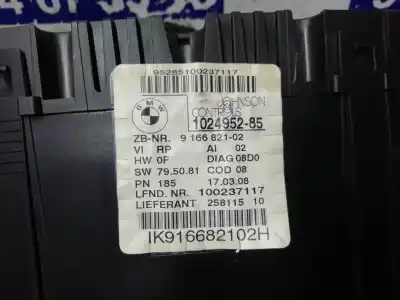 95285100237117
BMW
JOHNSON
CONTROLS
1024952-85
ZB-NR. 9 166 821-02
VI RP AI 02
HW 0F DIAG 08D0
SW 79.50.81 COD 08
PN 185 17.03.08
LFND. NR. 100237117
LIEFERANT 258115 10
IK916682102H